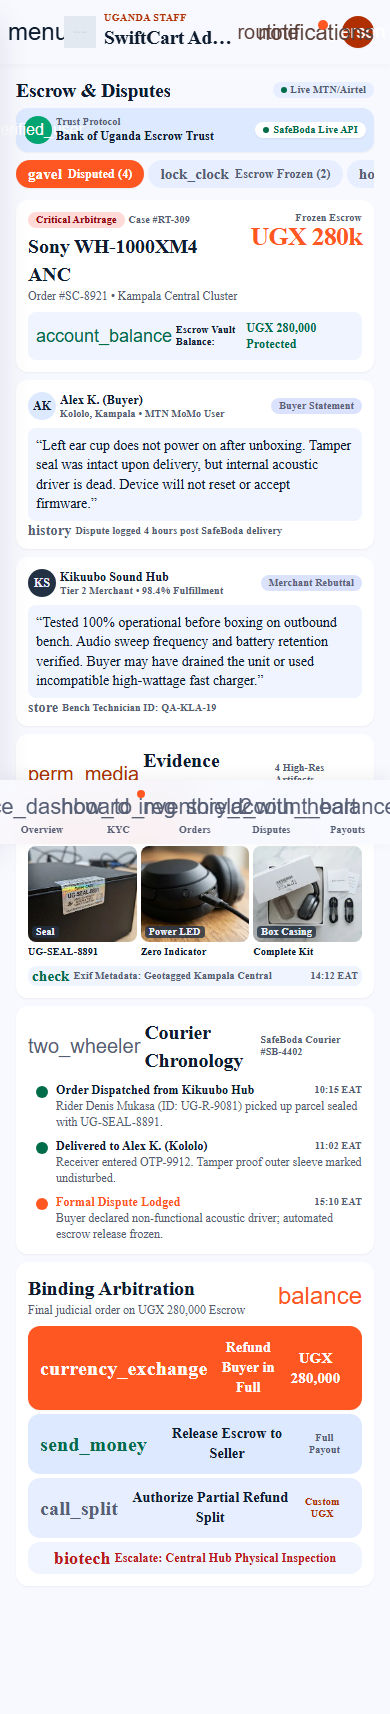 menu
UGANDA STAFF
SwiftCart Ad...
Escrow & Disputes
Live MTN/Airtel
Trust Protocol
Bank of Uganda Escrow Trust
SafeBoda Live API
gavel Disputed (4)
lock_clock Escrow Frozen (2)
Critical Arbitrage Case #RT-309
Frozen Escrow
Sony WH-1000XM4 ANC
UGX 280k
Order #SC-8921 • Kampala Central Cluster
account_balance Escrow Vault Balance: UGX 280,000 Protected
AK Alex K. (Buyer)
Kololo, Kampala • MTN MoMo User
Buyer Statement
“Left ear cup does not power on after unboxing. Tamper
seal was intact upon delivery, but internal acoustic
driver is dead. Device will not reset or accept
firmware.”
history Dispute logged 4 hours post SafeBoda delivery
KS Kikuubo Sound Hub
Tier 2 Merchant • 98.4% Fulfillment
Merchant Rebuttal
“Tested 100% operational before boxing on outbound
bench. Audio sweep frequency and battery retention
verified. Buyer may have drained the unit or used
incompatible high-wattage fast charger.”
store Bench Technician ID: QA-KLA-19
perm_media Evidence
4 High-Res
Artifacts
Overview KYC Orders Disputes Payouts
Seal Power LED Box Casing
UG-SEAL-8891 Zero Indicator Complete Kit
check Exif Metadata: Geotagged Kampala Central 14:12 EAT
two_wheeler Courier Chronology
SafeBoda Courier
#SB-4402
Order Dispatched from Kikuubo Hub 10:15 EAT
Rider Denis Mukasa (ID: UG-R-9081) picked up parcel sealed
with UG-SEAL-8891.
Delivered to Alex K. (Kololo) 11:02 EAT
Receiver entered OTP-9912. Tamper proof outer sleeve marked
undisturbed.
Formal Dispute Lodged 15:10 EAT
Buyer declared non-functional acoustic driver; automated
escrow release frozen.
Binding Arbitration
Final judicial order on UGX 280,000 Escrow
balance
currency_exchange Refund Buyer in Full UGX 280,000
send_money Release Escrow to Seller Full Payout
call_split Authorize Partial Refund Split Custom UGX
biotech Escalate: Central Hub Physical Inspection